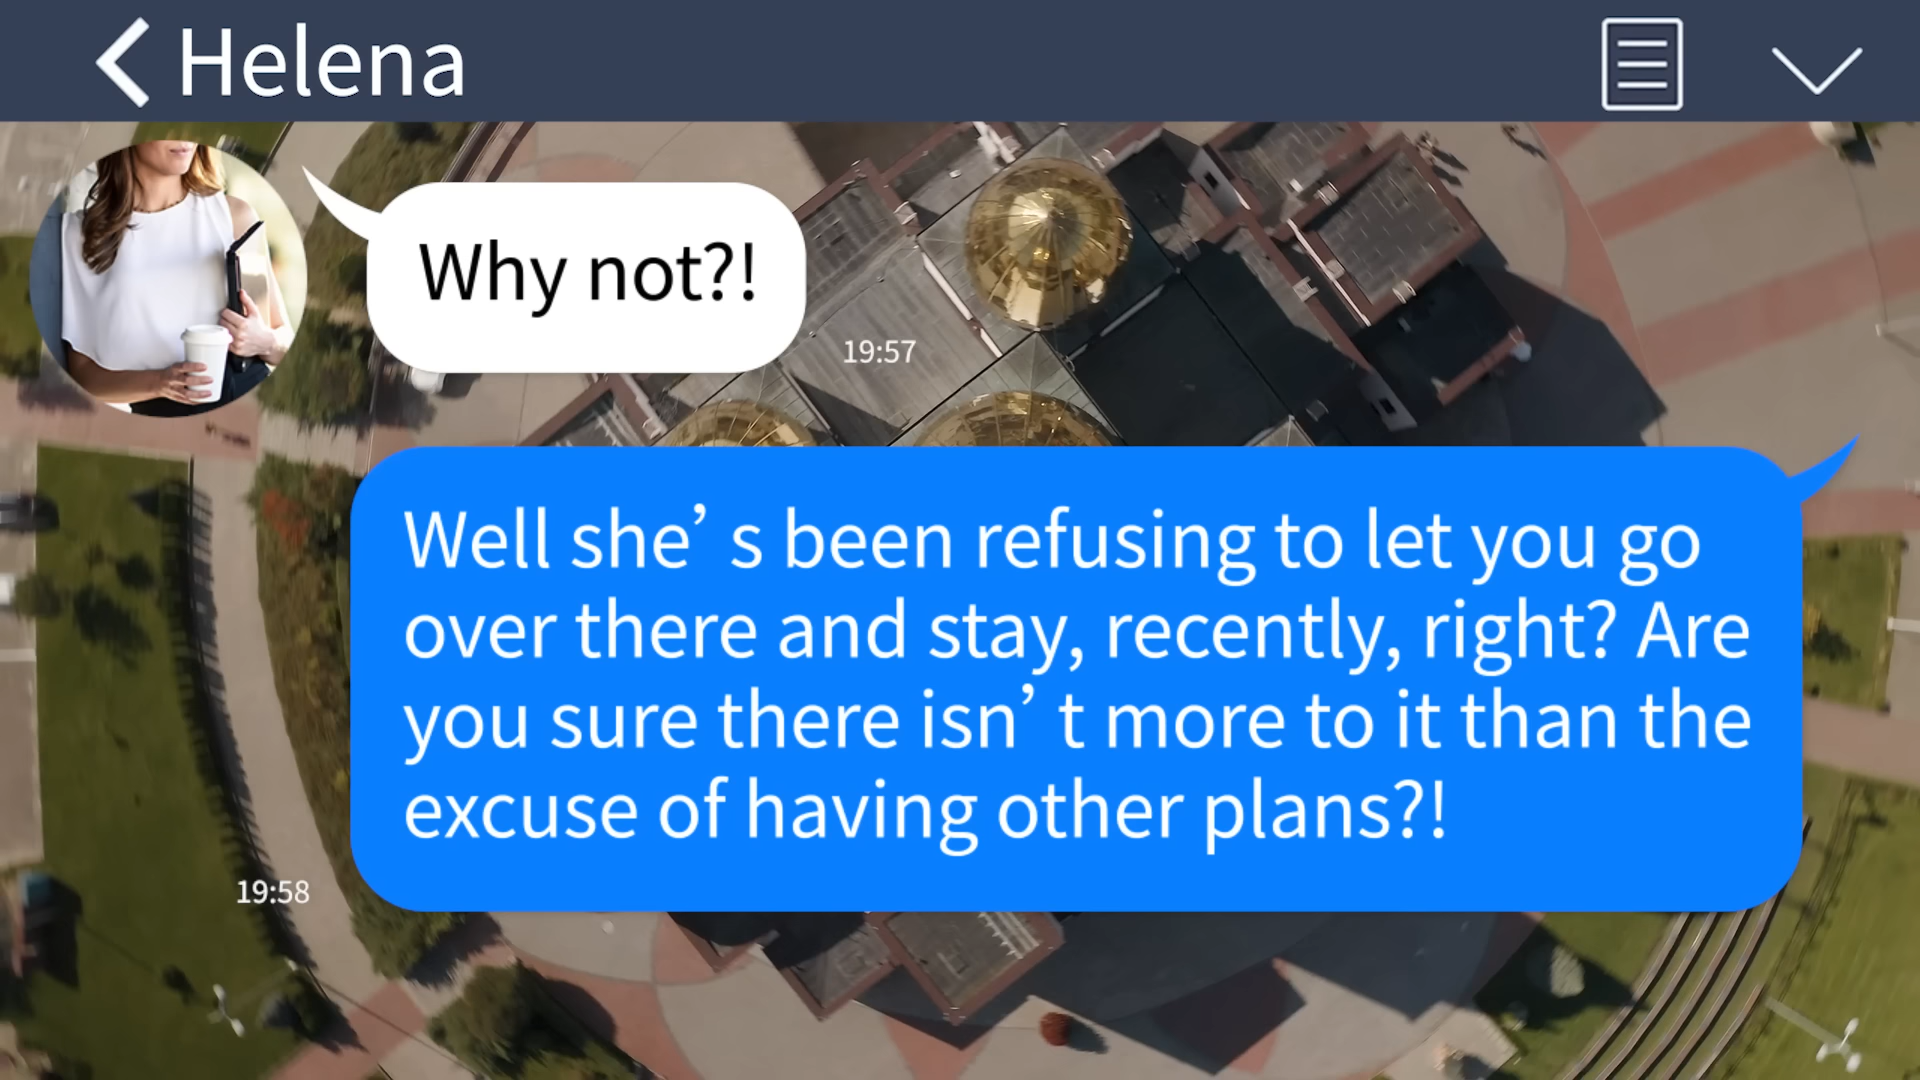 Helena
Why not?!
19:57
Well she’s been refusing to let you go
over there and stay, recently, right? Are
you sure there isn’t more to it than the
excuse of having other plans?!
19:58